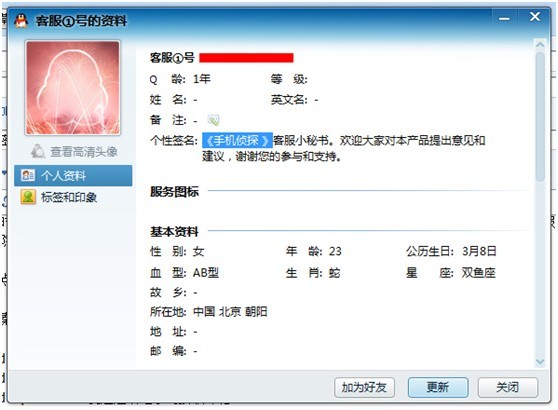 客服①号的资料
客服①号
Q 龄: 1年 等 级:
姓 名: - 英文名: -
备 注: -
个性签名: 《手机侦探 》客服小秘书。欢迎大家对本产品提出意见和
建议，谢谢您的参与和支持。
查看高清头像
个人资料
标签和印象
服务图标
基本资料
性 别: 女 年 龄: 23 公历生日: 3月8日
血 型: AB型 生 肖: 蛇 星 座: 双鱼座
故 乡: -
所在地: 中国 北京 朝阳
地 址: -
邮 编: -
加为好友 更新 关闭